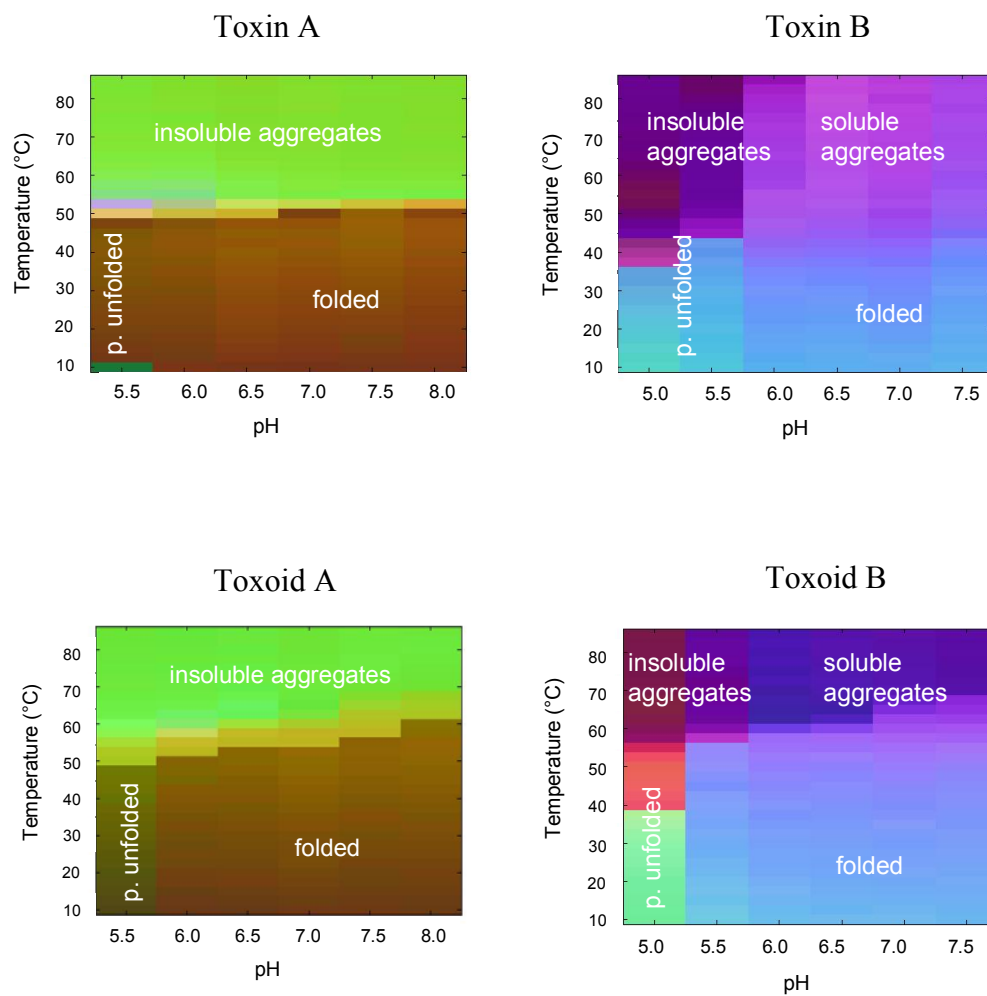 Toxin A
Temperature (°C)
80
70
60
50
40
30
20
10
insoluble aggregates
p. unfolded
folded
5.5 6.0 6.5 7.0 7.5 8.0
pH
Toxin B
Temperature (°C)
80
70
60
50
40
30
20
10
insoluble
aggregates
soluble
aggregates
p. unfolded
folded
5.0 5.5 6.0 6.5 7.0 7.5
pH
Toxoid A
Temperature (°C)
80
70
60
50
40
30
20
10
insoluble aggregates
p. unfolded
folded
5.5 6.0 6.5 7.0 7.5 8.0
pH
Toxoid B
Temperature (°C)
80
70
60
50
40
30
20
10
insoluble
aggregates
soluble
aggregates
p. unfolded
folded
5.0 5.5 6.0 6.5 7.0 7.5
pH